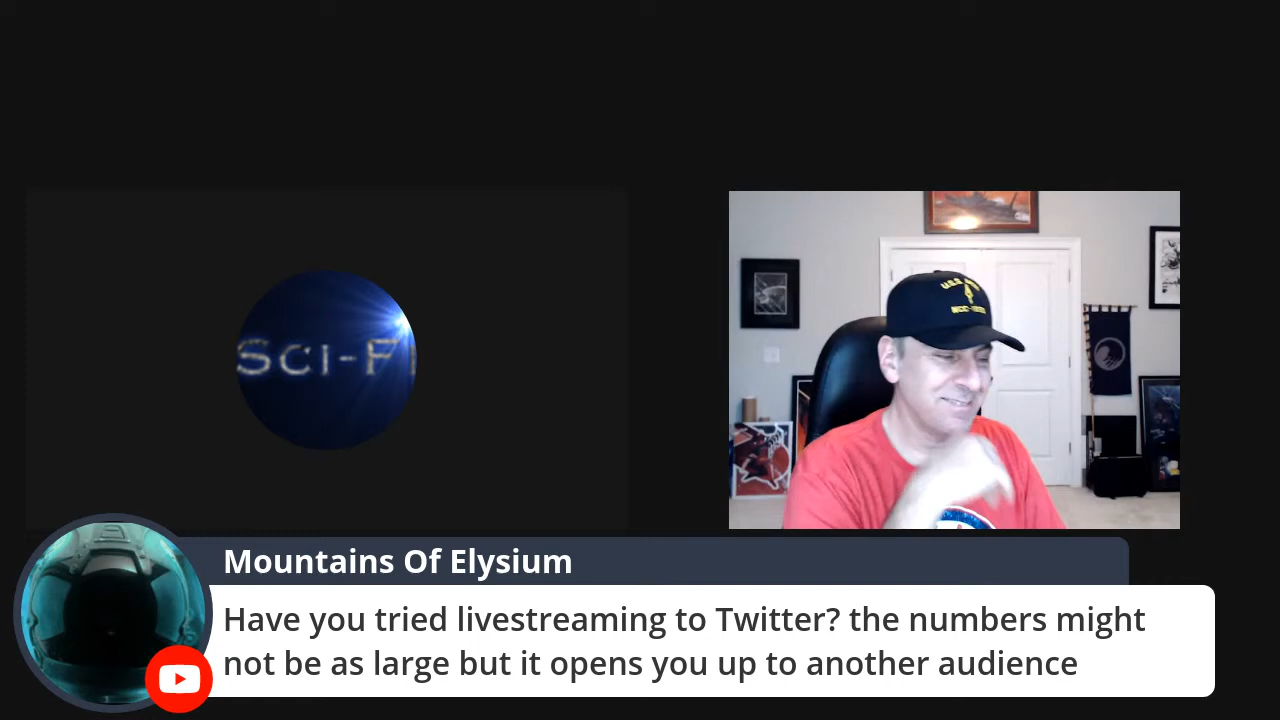 Sci-Fi
Mountains Of Elysium
Have you tried livestreaming to Twitter? the numbers might
not be as large but it opens you up to another audience